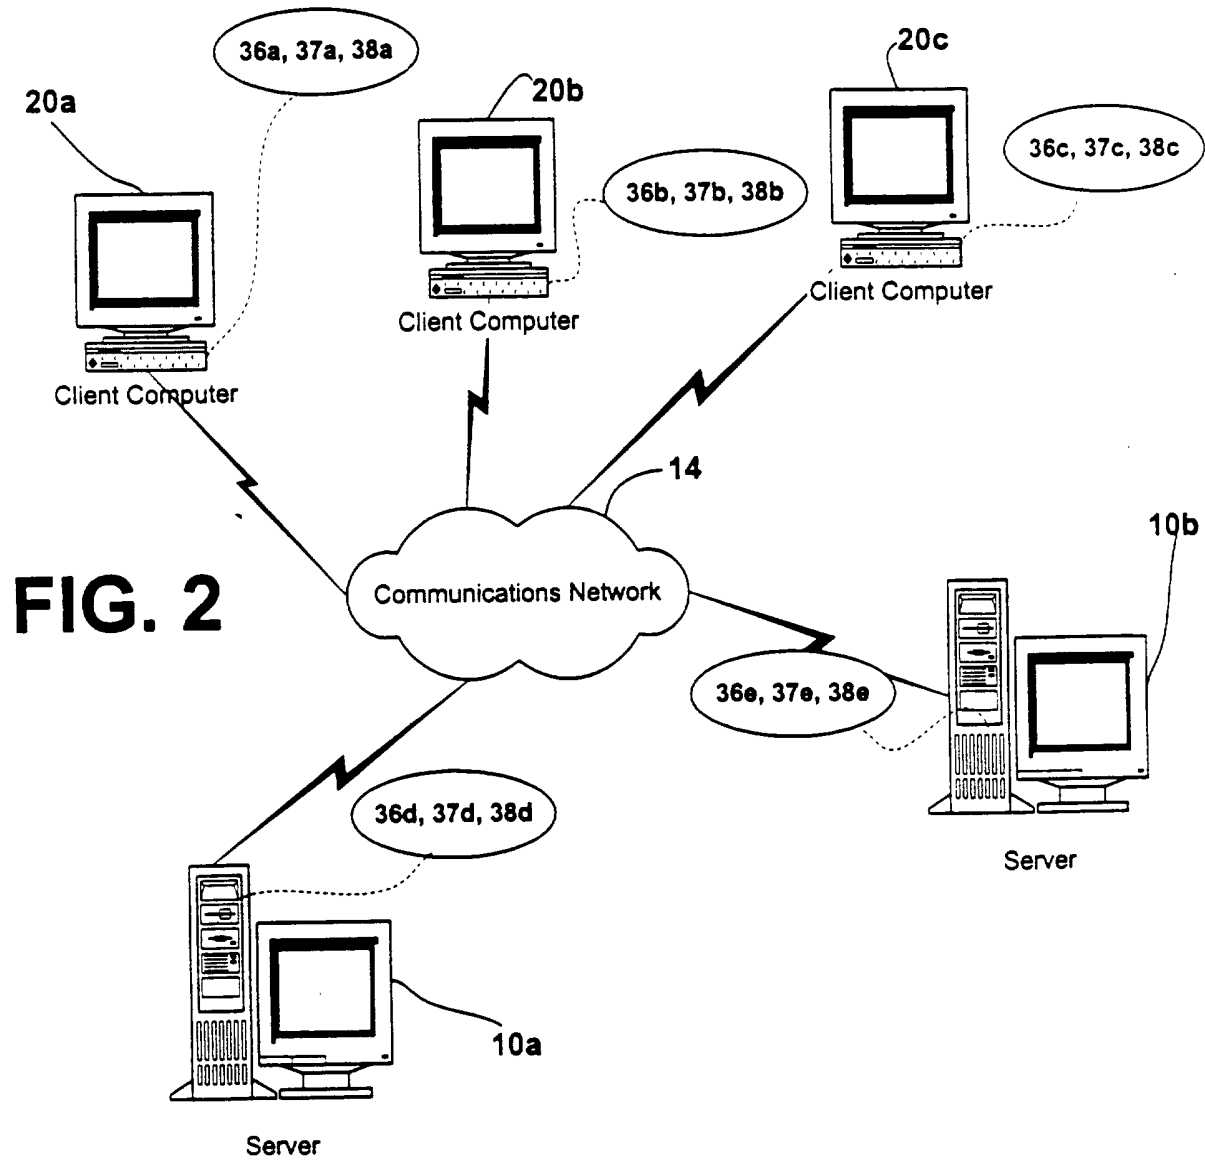 36a, 37a, 38a
20c
20a
20b
36c, 37c, 38c
36b, 37b, 38b
Client Computer
Client Computer
Client Computer
14
10b
FIG. 2
Communications Network
36e, 37e, 38e
36d, 37d, 38d
Server
10a
Server